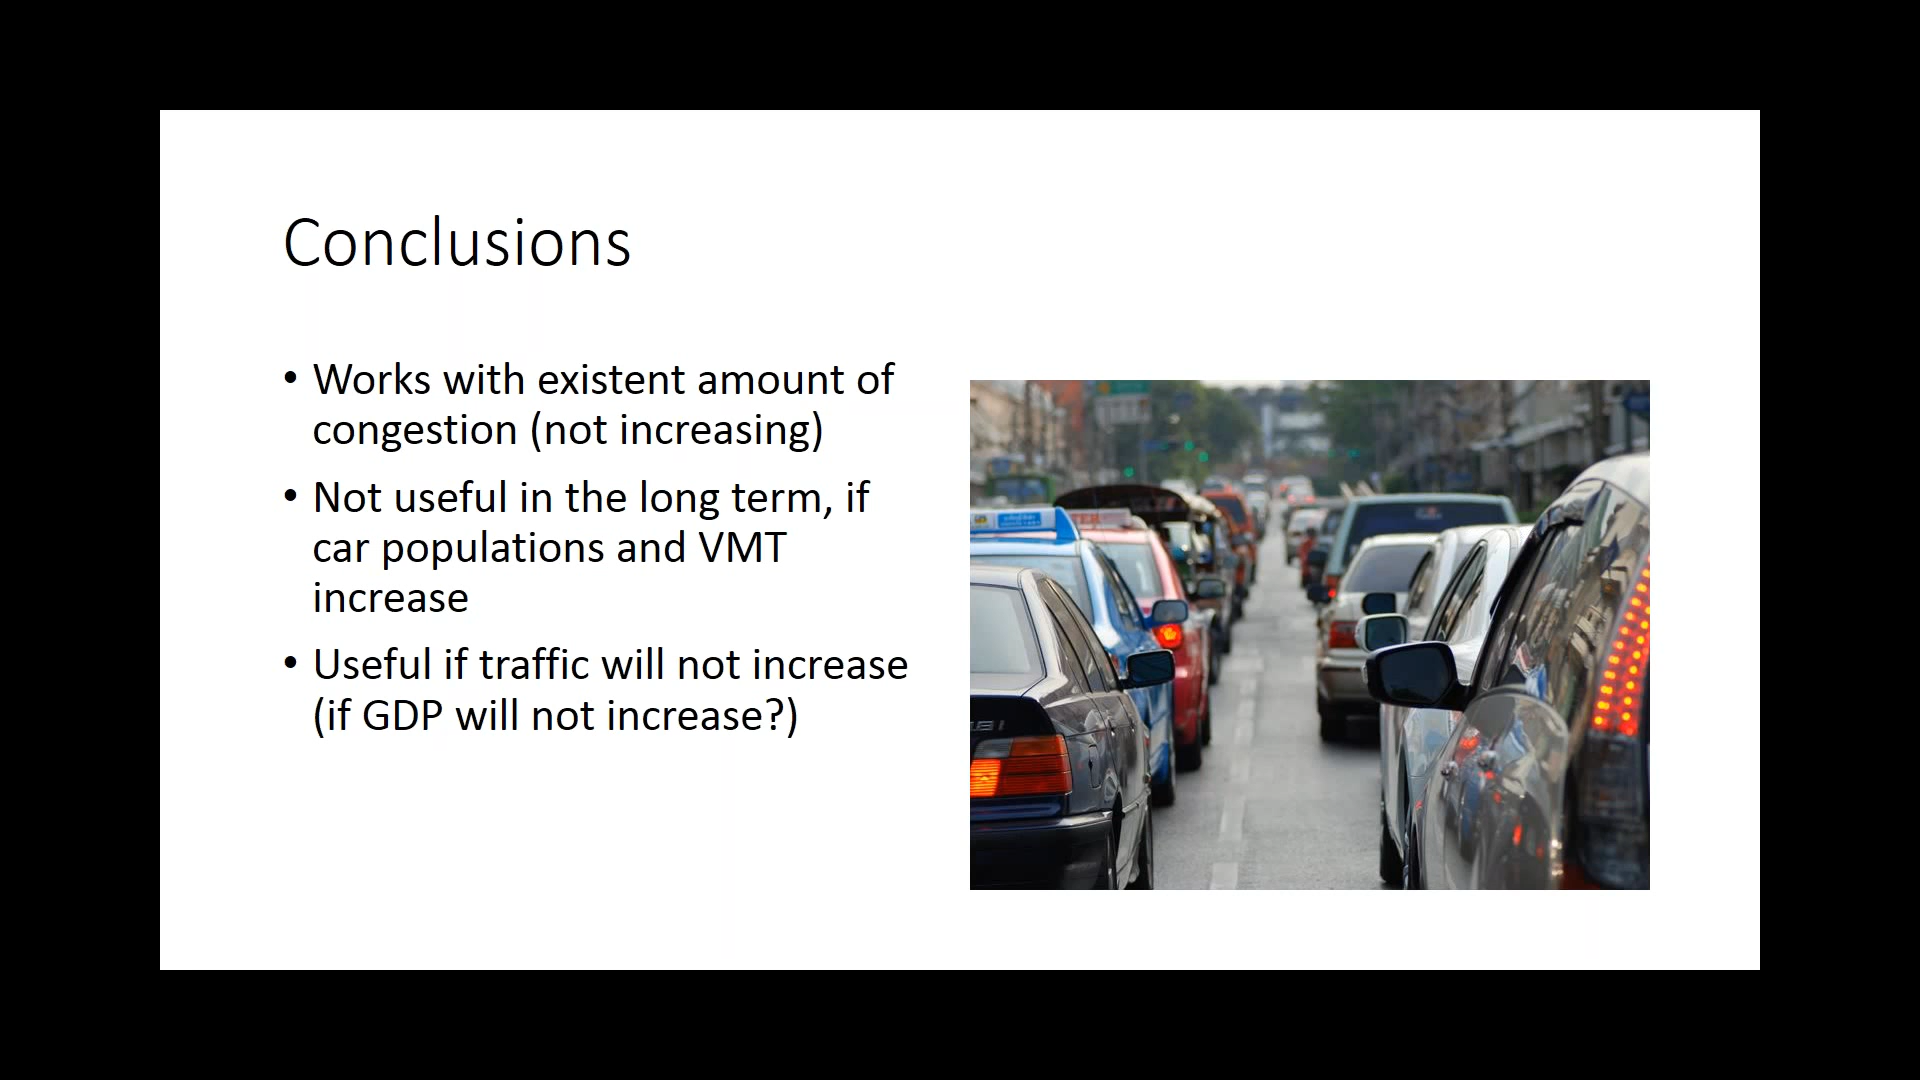 Conclusions
• Works with existent amount of
congestion (not increasing)
• Not useful in the long term, if
car populations and VMT
increase
• Useful if traffic will not increase
(if GDP will not increase?)